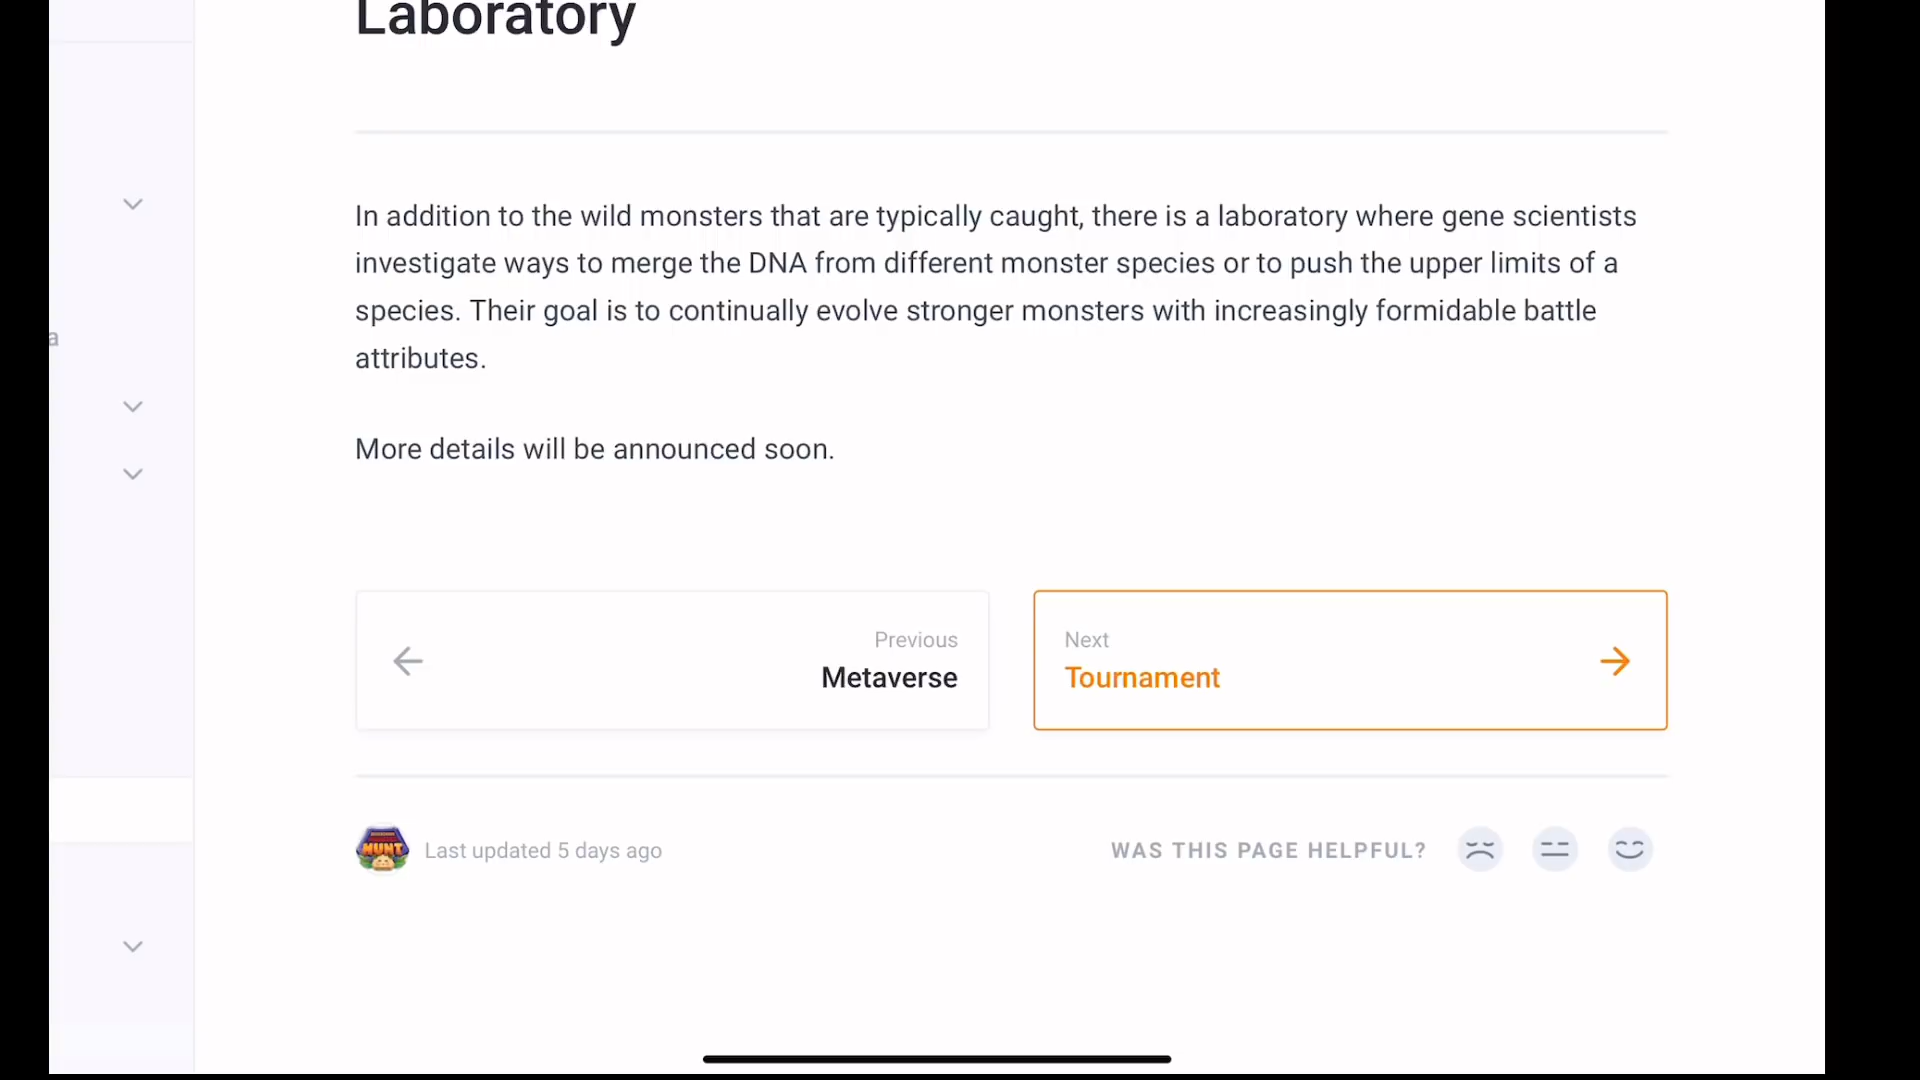 Laboratory
In addition to the wild monsters that are typically caught, there is a laboratory where gene scientists
investigate ways to merge the DNA from different monster species or to push the upper limits of a
species. Their goal is to continually evolve stronger monsters with increasingly formidable battle
a
attributes.
More details will be announced soon.
Previous
Metaverse
Next
Tournament
HUNT
Last updated 5 days ago
WAS THIS PAGE HELPFUL?